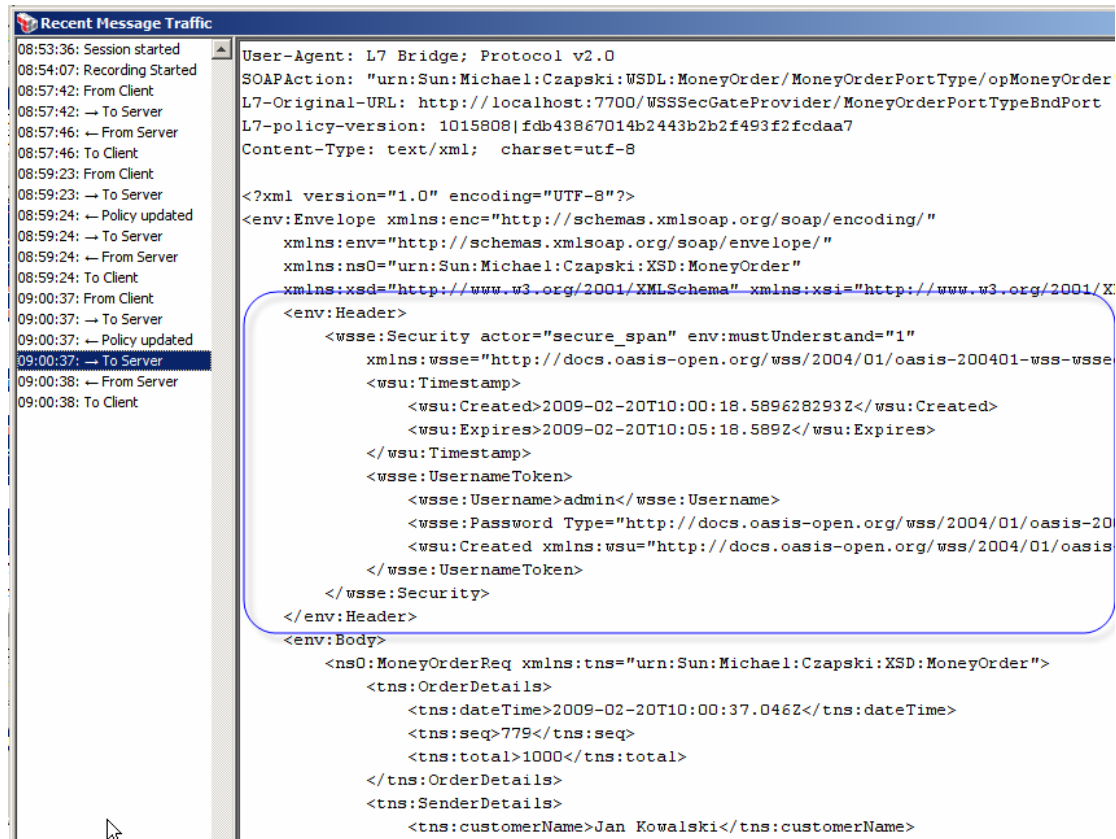 Recent Message Traffic
08:53:36: Session started
08:54:07: Recording Started
08:57:42: From Client
08:57:42: → To Server
08:57:46: ← From Server
08:57:46: To Client
08:59:23: From Client
08:59:23: → To Server
08:59:24: ← Policy updated
08:59:24: → To Server
08:59:24: ← From Server
08:59:24: To Client
09:00:37: From Client
09:00:37: → To Server
09:00:37: ← Policy updated
09:00:37: → To Server
09:00:38: ← From Server
09:00:38: To Client
User-Agent: L7 Bridge; Protocol v2.0
SOAPAction: "urn:Sun:Michael:Czapski:WSDL:MoneyOrder/MoneyOrderPortType/opMoneyOrder
L7-Original-URL: http://localhost:7700/WSSSecGateProvider/MoneyOrderPortTypeBndPort
L7-policy-version: 1015808|fdb43867014b2443b2b2f493f2fcdaa7
Content-Type: text/xml;  charset=utf-8
<?xml version="1.0" encoding="UTF-8"?>
<env:Envelope xmlns:enc="http://schemas.xmlsoap.org/soap/encoding/"
xmlns:env="http://schemas.xmlsoap.org/soap/envelope/"
xmlns:ns0="urn:Sun:Michael:Czapski:XSD:MoneyOrder"
xmlns:xsd="http://www.w3.org/2001/XMLSchema" xmlns:xsi="http://www.w3.org/2001/X
<env:Header>
<wsse:Security actor="secure_span" env:mustUnderstand="1"
xmlns:wsse="http://docs.oasis-open.org/wss/2004/01/oasis-200401-wss-wsse
<wsu:Timestamp>
<wsu:Created>2009-02-20T10:00:18.589628293Z</wsu:Created>
<wsu:Expires>2009-02-20T10:05:18.589Z</wsu:Expires>
</wsu:Timestamp>
<wsse:UsernameToken>
<wsse:Username>admin</wsse:Username>
<wsse:Password Type="http://docs.oasis-open.org/wss/2004/01/oasis-20
<wsu:Created xmlns:wsu="http://docs.oasis-open.org/wss/2004/01/oasis
</wsse:UsernameToken>
</wsse:Security>
</env:Header>
<env:Body>
<ns0:MoneyOrderReq xmlns:tns="urn:Sun:Michael:Czapski:XSD:MoneyOrder">
<tns:OrderDetails>
<tns:dateTime>2009-02-20T10:00:37.046Z</tns:dateTime>
<tns:seq>779</tns:seq>
<tns:total>1000</tns:total>
</tns:OrderDetails>
<tns:SenderDetails>
<tns:customerName>Jan Kowalski</tns:customerName>